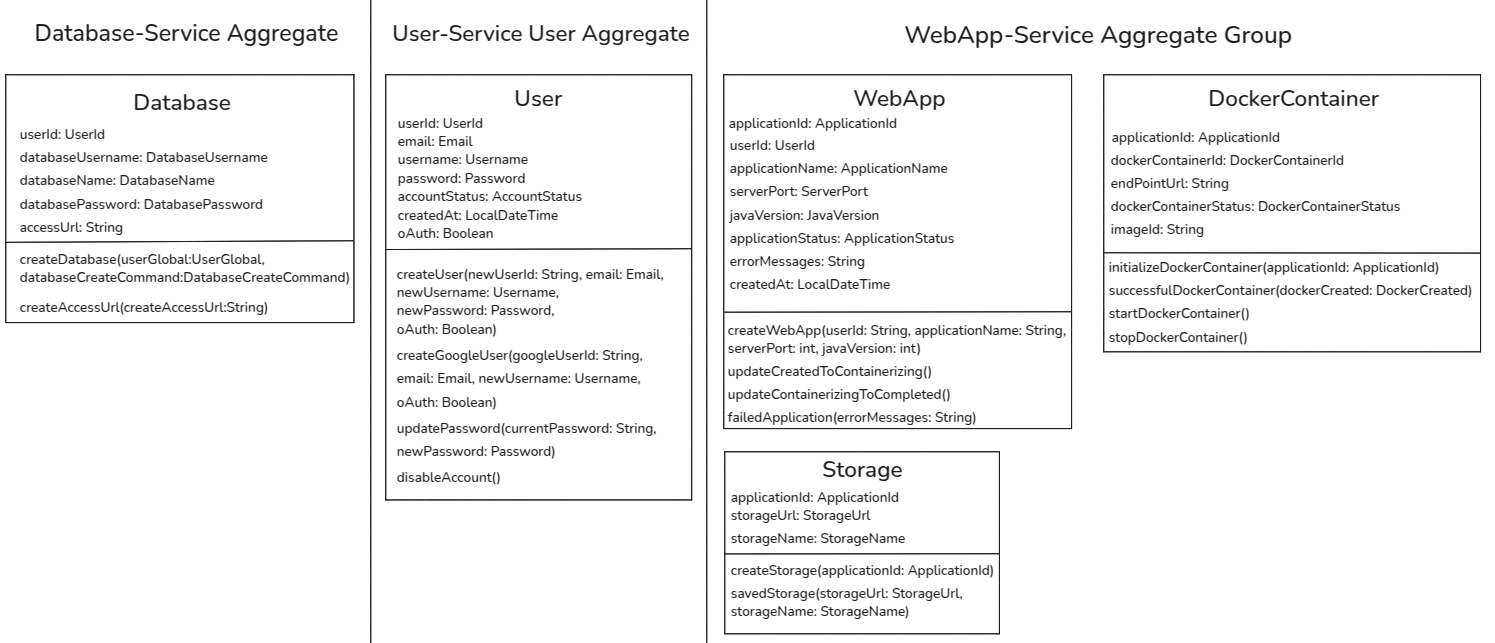 Database-Service Aggregate
Database
userId: UserId
databaseUsername: DatabaseUsername
databaseName: DatabaseName
databasePassword: DatabasePassword
accessUrl: String
createDatabase(userGlobal:UserGlobal,
databaseCreateCommand:DatabaseCreateCommand)
createAccessUrl(createAccessUrl:String)
User-Service User Aggregate
User
userId: UserId
email: Email
username: Username
password: Password
accountStatus: AccountStatus
createdAt: LocalDateTime
oAuth: Boolean
createUser(newUserId: String, email: Email,
newUsername: Username,
newPassword: Password,
oAuth: Boolean)
createGoogleUser(googleUserId: String,
email: Email, newUsername: Username,
oAuth: Boolean)
updatePassword(currentPassword: String,
newPassword: Password)
disableAccount()
WebApp-Service Aggregate Group
WebApp
applicationId: ApplicationId
userId: UserId
applicationName: ApplicationName
serverPort: ServerPort
javaVersion: JavaVersion
applicationStatus: ApplicationStatus
errorMessages: String
createdAt: LocalDateTime
createWebApp(userId: String, applicationName: String,
serverPort: int, javaVersion: int)
updateCreatedToContainerizing()
updateContainerizingToCompleted()
failedApplication(errorMessages: String)
DockerContainer
applicationId: ApplicationId
dockerContainerId: DockerContainerId
endPointUrl: String
dockerContainerStatus: DockerContainerStatus
imageId: String
initializeDockerContainer(applicationId: ApplicationId)
successfulDockerContainer(dockerCreated: DockerCreated)
startDockerContainer()
stopDockerContainer()
Storage
applicationId: ApplicationId
storageUrl: StorageUrl
storageName: StorageName
createStorage(applicationId: ApplicationId)
savedStorage(storageUrl: StorageUrl,
storageName: StorageName)